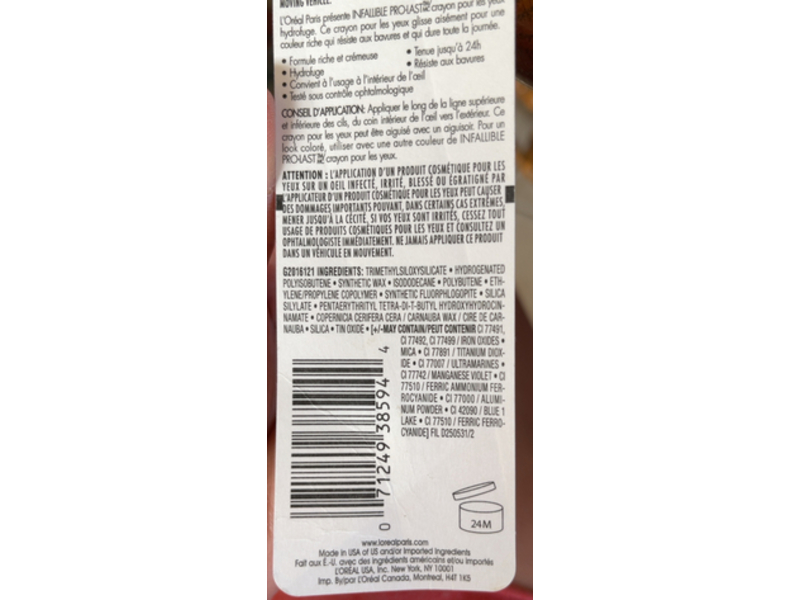 MOVING VEHICLE.
L'Oréal Paris présente INFAILLIBLE PRO-LAST crayon pour les yeux
hydrofuge. Ce crayon pour les yeux glisse aisément pour une
couleur riche qui résiste aux bavures et qui dure toute la journée.
• Formule riche et crémeuse • Tenue jusqu'à 24h
• Hydrofuge • Résiste aux bavures
• Convient à l'usage à l'intérieur de l'œil
• Testé sous contrôle ophtalmologique
CONSEIL D'APPLICATION: Appliquer le long de la ligne supérieure
et inférieure des cils, du coin intérieur de l'œil vers l'extérieur. Ce
crayon pour les yeux peut être aiguisé avec un aiguisoir. Pour un
look coloré, utiliser avec une autre couleur de INFAILLIBLE
PRO-LAST crayon pour les yeux.
ATTENTION : L'APPLICATION D'UN PRODUIT COSMÉTIQUE POUR LES
YEUX SUR UN OEIL INFECTÉ, IRRITÉ, BLESSÉ OU ÉGRATIGNÉ PAR
L'APPLICATEUR D'UN PRODUIT COSMÉTIQUE POUR LES YEUX PEUT CAUSER
DES DOMMAGES IMPORTANTS POUVANT, DANS CERTAINS CAS EXTRÊMES,
MENER JUSQU'À LA CÉCITÉ. SI VOS YEUX SONT IRRITÉS, CESSEZ TOUT
USAGE DE PRODUITS COSMÉTIQUES POUR LES YEUX ET CONSULTEZ UN
OPHTALMOLOGISTE IMMÉDIATEMENT. NE JAMAIS APPLIQUER CE PRODUIT
DANS UN VÉHICULE EN MOUVEMENT.
G2016121 INGREDIENTS: TRIMETHYLSILOXYSILICATE • HYDROGENATED
POLYISOBUTENE • SYNTHETIC WAX • ISODODECANE • POLYBUTENE • ETH-
YLENE/PROPYLENE COPOLYMER • SYNTHETIC FLUORPHLOGOPITE • SILICA
SILYLATE • PENTAERYTHRITYL TETRA-DI-T-BUTYL HYDROXYHYDROCIN-
NAMATE • COPERNICIA CERIFERA CERA / CARNAUBA WAX / CIRE DE CAR-
NAUBA • SILICA • TIN OXIDE • [+/-MAY CONTAIN/PEUT CONTENIR CI 77491,
CI 77492, CI 77499 / IRON OXIDES •
MICA • CI 77891 / TITANIUM DIOX-
IDE • CI 77007 / ULTRAMARINES •
CI 77742 / MANGANESE VIOLET • CI
77510 / FERRIC AMMONIUM FER-
ROCYANIDE • CI 77000 / ALUMI-
NUM POWDER • CI 42090 / BLUE 1
LAKE • CI 77510 / FERRIC FERRO-
CYANIDE] FIL D250531/2
0 71249 38594 4
24M
www.lorealparis.com
Made in USA of US and/or imported Ingredients
Fait aux É.-U. avec des ingrédients américains et/ou importés
L'ORÉAL USA, Inc. New York, NY 10001
Imp. By/par L'Oréal Canada, Montreal, H4T 1K5